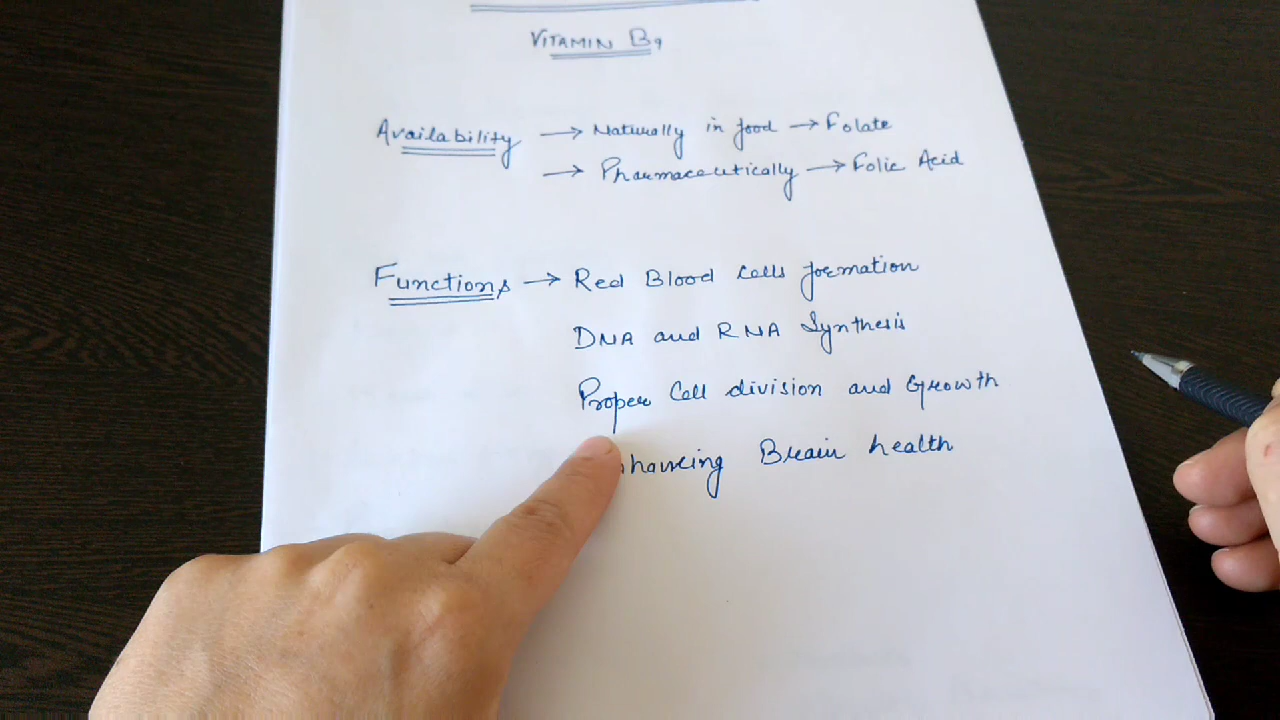 VITAMIN B9
Availability → Naturally in food → Folate
→ Pharmaceutically → Folic Acid
Functions → Red Blood Cells formation
DNA and RNA Synthesis
Proper Cell division and Growth
Brain health